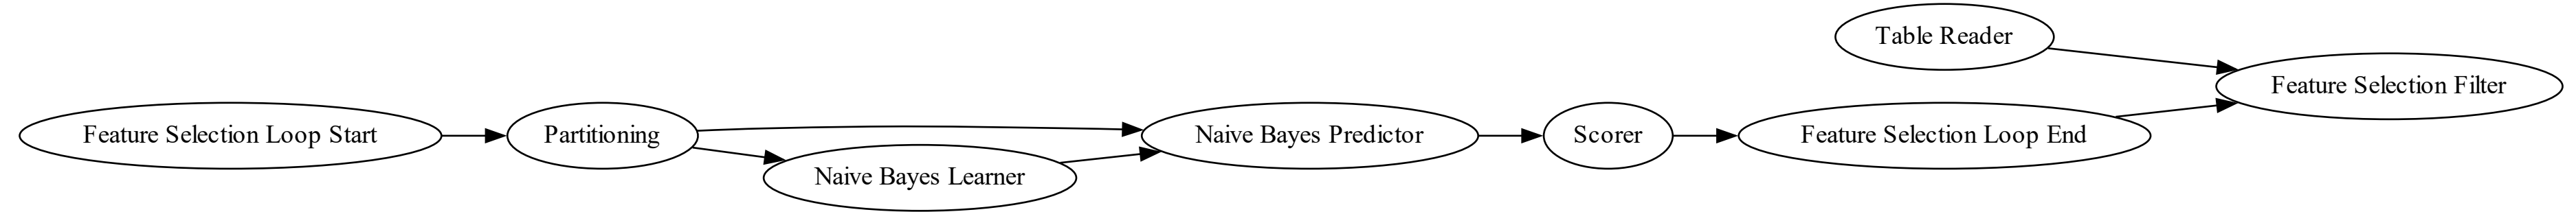 Table Reader
Feature Selection Filter
Feature Selection Loop Start
Partitioning
Naive Bayes Predictor
Scorer
Feature Selection Loop End
Naive Bayes Learner